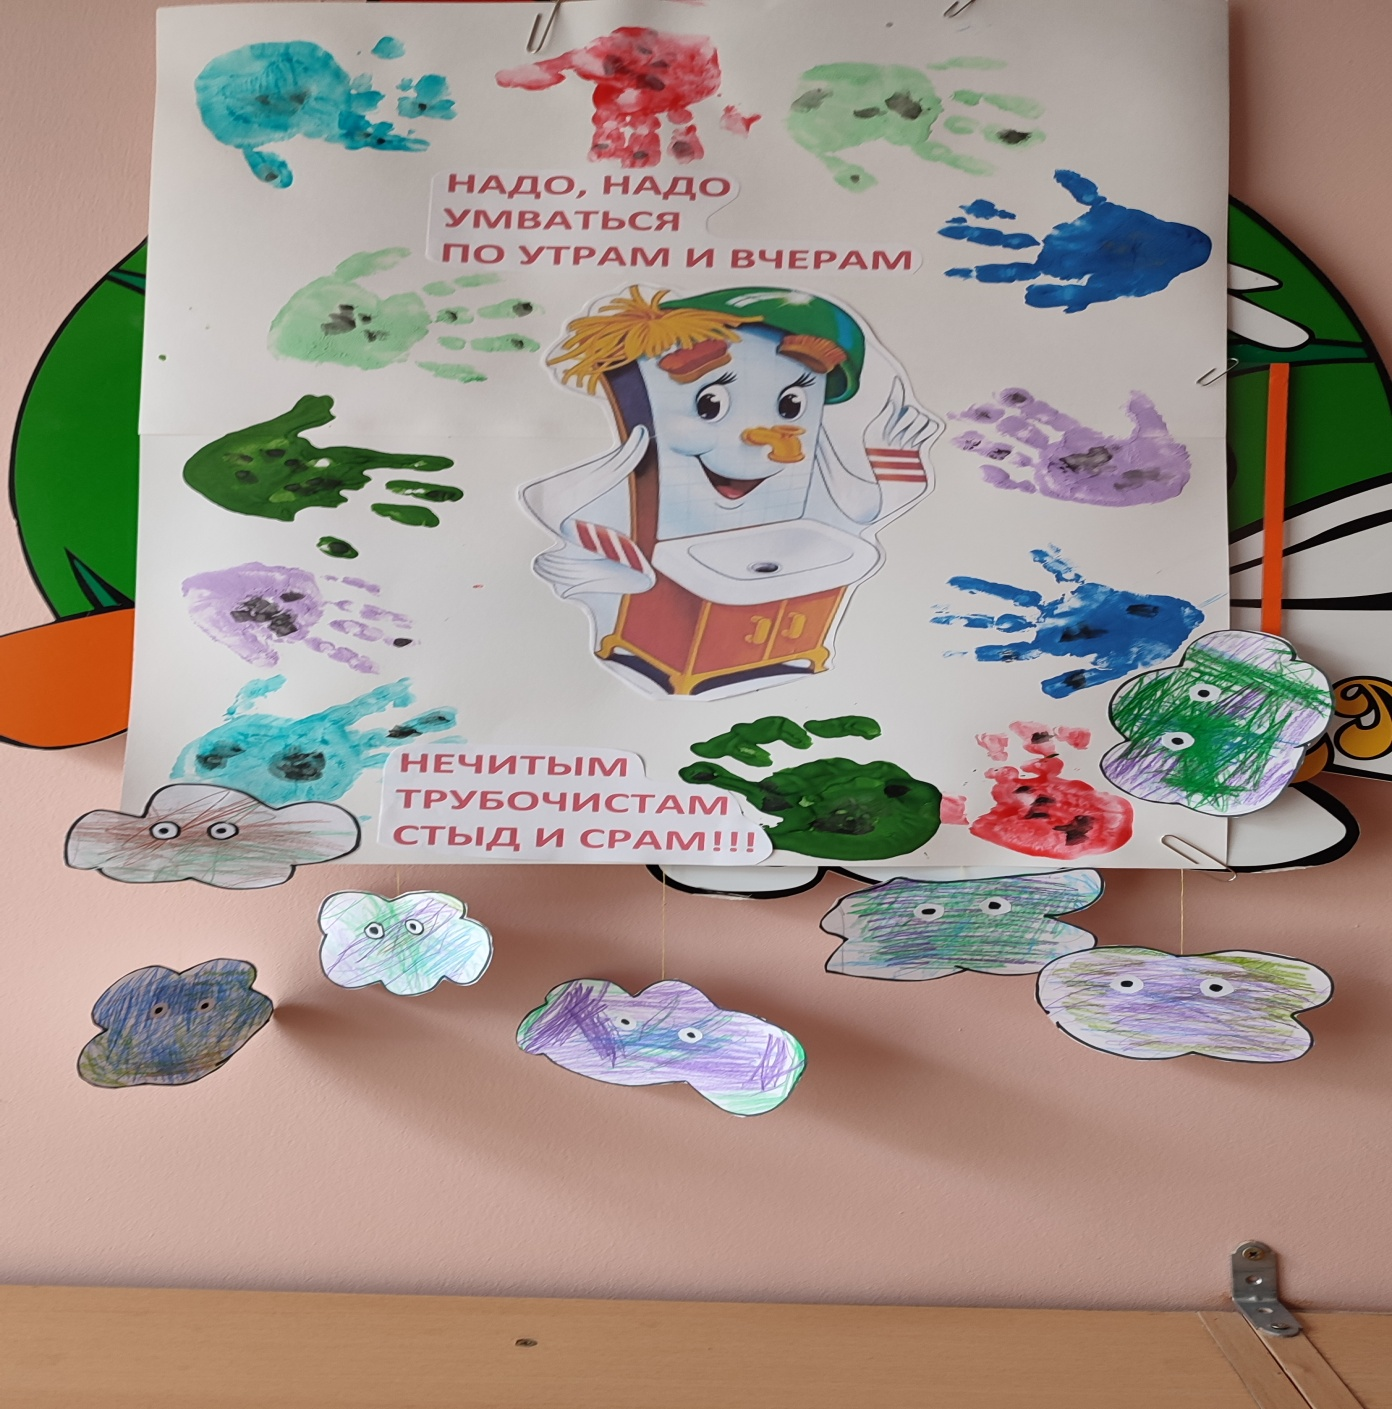 НАДО, НАДО
УМВАТЬСЯ
ПО УТРАМ И ВЧЕРАМ
НЕЧИТЫМ
ТРУБОЧИСТАМ
СТЫД И СРАМ!!!